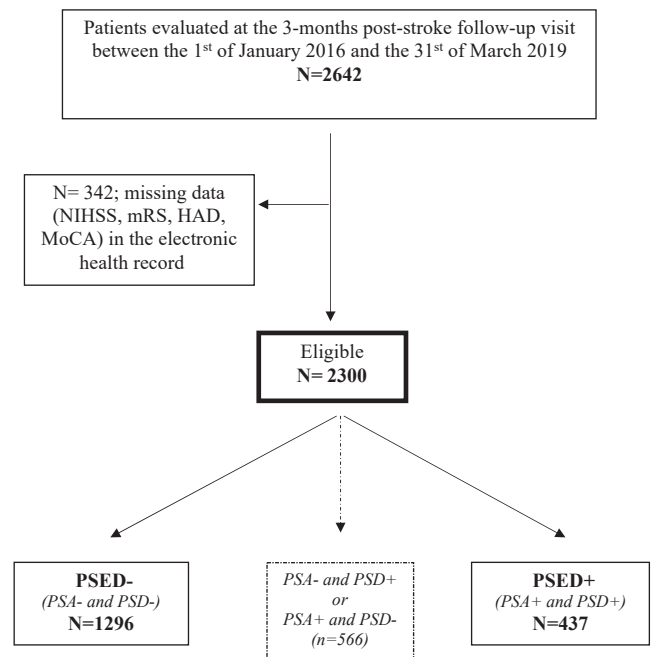 Patients evaluated at the 3-months post-stroke follow-up visit
between the 1st of January 2016 and the 31st of March 2019
N=2642
N= 342; missing data
(NIHSS, mRS, HAD,
MoCA) in the electronic
health record
Eligible
N= 2300
PSED-
(PSA- and PSD-)
N=1296
PSA- and PSD+
or
PSA+ and PSD-
(n=566)
PSED+
(PSA+ and PSD+)
N=437